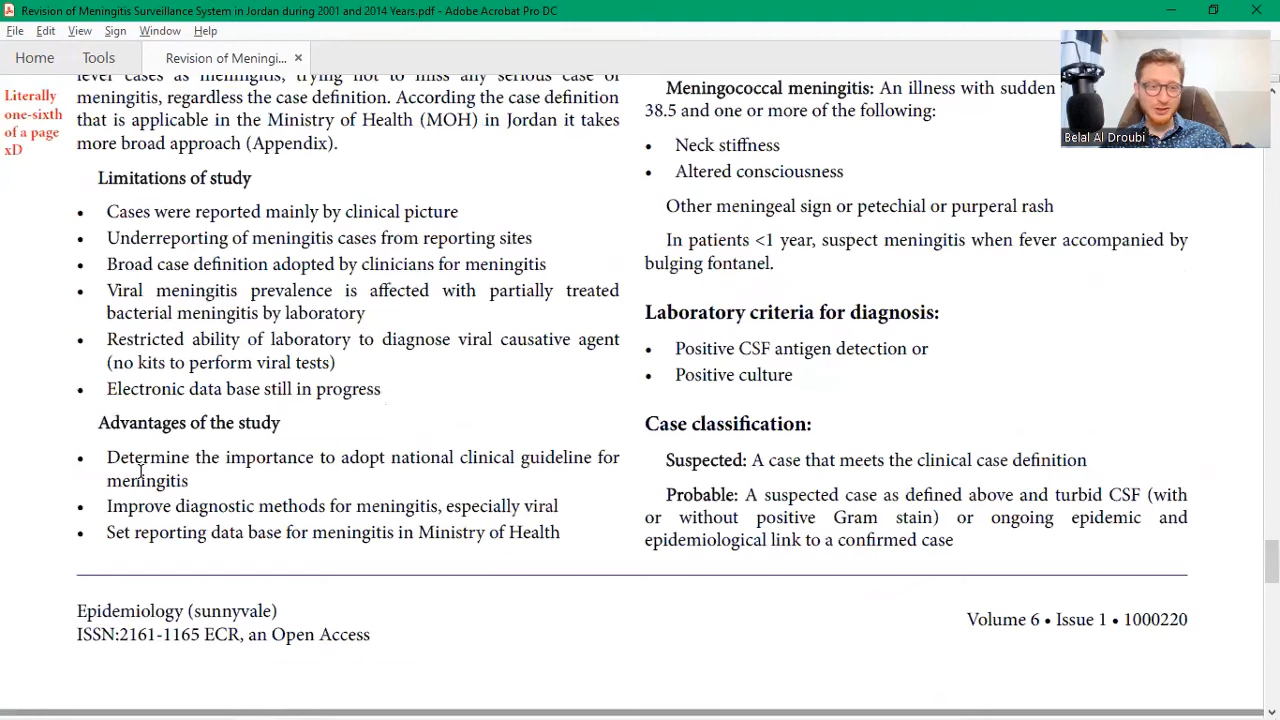 Revision of Meningitis Surveillance System in Jordan during 2001 and 2014 Years.pdf - Adobe Acrobat Pro DC
File Edit View Sign Window Help
Home Tools Revision of Meningi... ×
Belal Al Droubi
Literally
one-sixth
of a page
xD
fever cases as meningitis, trying not to miss any serious case of
meningitis, regardless the case definition. According the case definition
that is applicable in the Ministry of Health (MOH) in Jordan it takes
more broad approach (Appendix).
Limitations of study
• Cases were reported mainly by clinical picture
• Underreporting of meningitis cases from reporting sites
• Broad case definition adopted by clinicians for meningitis
• Viral meningitis prevalence is affected with partially treated
bacterial meningitis by laboratory
• Restricted ability of laboratory to diagnose viral causative agent
(no kits to perform viral tests)
• Electronic data base still in progress
Advantages of the study
• Determine the importance to adopt national clinical guideline for
meningitis
• Improve diagnostic methods for meningitis, especially viral
• Set reporting data base for meningitis in Ministry of Health
Meningococcal meningitis: An illness with sudden
38.5 and one or more of the following:
• Neck stiffness
• Altered consciousness
Other meningeal sign or petechial or purperal rash
In patients <1 year, suspect meningitis when fever accompanied by
bulging fontanel.
Laboratory criteria for diagnosis:
• Positive CSF antigen detection or
• Positive culture
Case classification:
Suspected: A case that meets the clinical case definition
Probable: A suspected case as defined above and turbid CSF (with
or without positive Gram stain) or ongoing epidemic and
epidemiological link to a confirmed case
Epidemiology (sunnyvale)
ISSN:2161-1165 ECR, an Open Access
Volume 6 • Issue 1 • 1000220